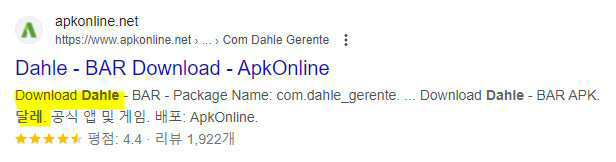 apkonline.net
https://www.apkonline.net › ... › Com Dahle Gerente
Dahle - BAR Download - ApkOnline
Download Dahle - BAR - Package Name: com.dahle_gerente. ... Download Dahle - BAR APK.
달레. 공식 앱 및 게임. 배포: ApkOnline.
평점: 4.4 · 리뷰 1,922개